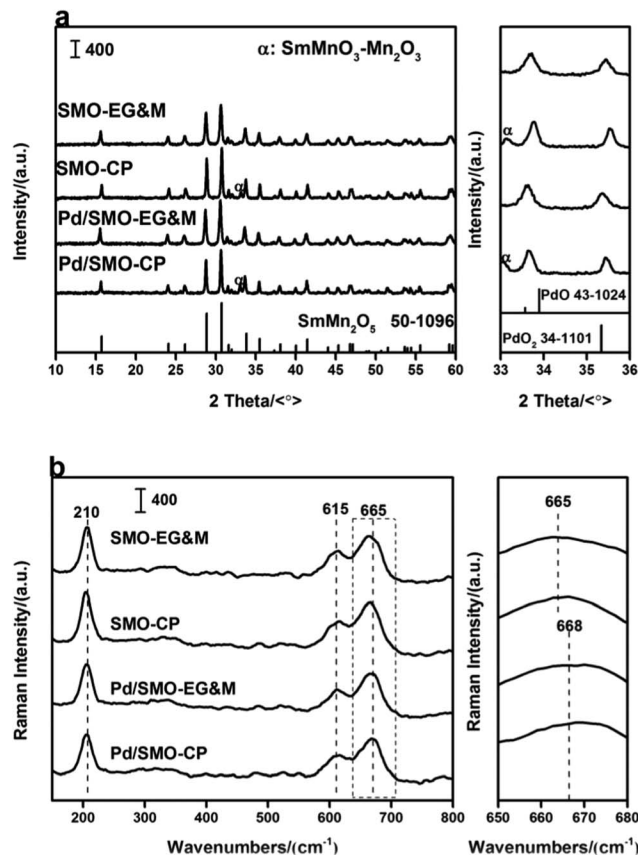 a
400
α: SmMnO₃-Mn₂O₃
SMO-EG&M
SMO-CP
α
Pd/SMO-EG&M
Pd/SMO-CP
α
SmMn₂O₅ 50-1096
10 15 20 25 30 35 40 45 50 55 60
2 Theta/<°>
Intensity/(a.u.)
α
α
PdO 43-1024
PdO₂ 34-1101
33 34 35 36
2 Theta/<°>
Intensity/(a.u.)
b
210
400
615 665
SMO-EG&M
SMO-CP
Pd/SMO-EG&M
Pd/SMO-CP
200 300 400 500 600 700 800
Wavenumbers/(cm⁻¹)
Raman Intensity/(a.u.)
665
668
650 660 670 680
Wavenumbers/(cm⁻¹)
Raman Intensity/(a.u.)